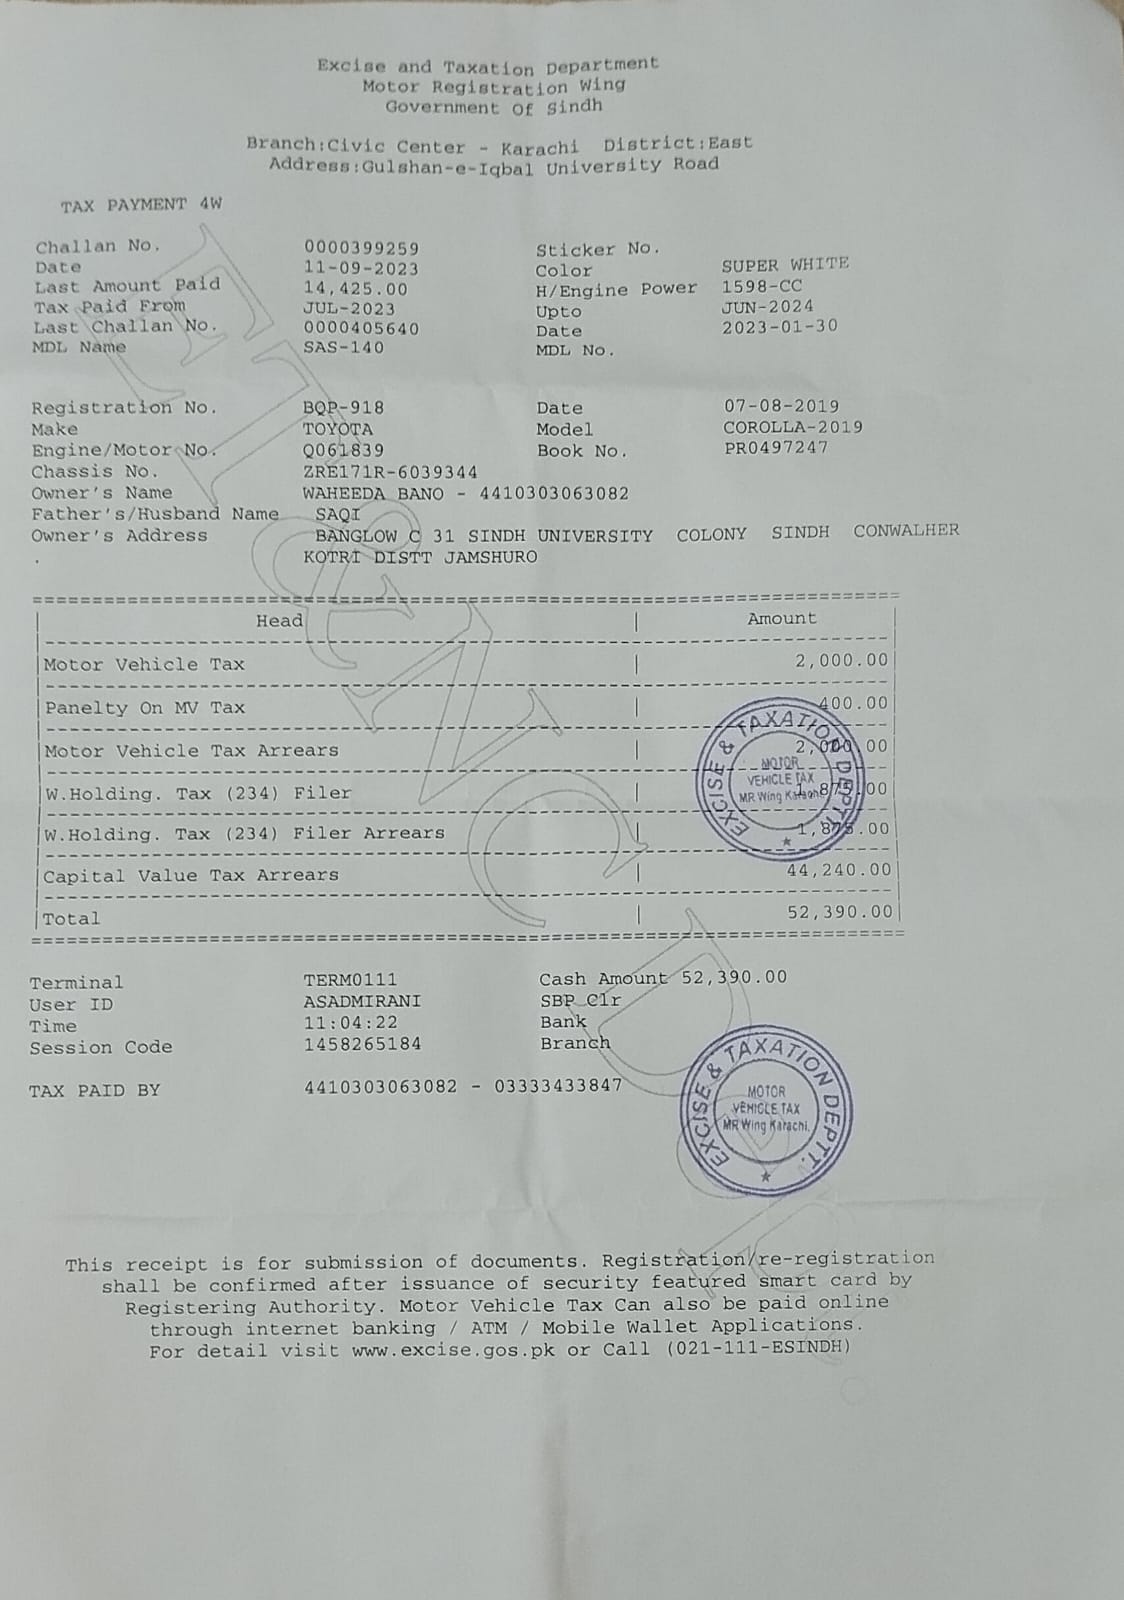 Excise and Taxation Department
Motor Registration Wing
Government Of Sindh
Branch:Civic Center - Karachi District:East
Address:Gulshan-e-Iqbal University Road
TAX PAYMENT 4W
Challan No. 0000399259 Sticker No.
Date 11-09-2023 Color SUPER WHITE
Last Amount Paid 14,425.00 H/Engine Power 1598-CC
Tax Paid From JUL-2023 Upto JUN-2024
Last Challan No. 0000405640 Date 2023-01-30
MDL Name SAS-140 MDL No.
Registration No. BQP-918 Date 07-08-2019
Make TOYOTA Model COROLLA-2019
Engine/Motor No. Q061839 Book No. PR0497247
Chassis No. ZRE171R-6039344
Owner's Name WAHEEDA BANO - 4410303063082
Father's/Husband Name SAQI
Owner's Address BANGLOW C 31 SINDH UNIVERSITY COLONY SINDH CONWALHER
. KOTRI DISTT JAMSHURO
Head | Amount
Motor Vehicle Tax | 2,000.00
Panelty On MV Tax | 400.00
Motor Vehicle Tax Arrears | 2,000.00
W.Holding. Tax (234) Filer | 1,875.00
W.Holding. Tax (234) Filer Arrears | 1,875.00
Capital Value Tax Arrears | 44,240.00
Total | 52,390.00
EXCISE & TAXATION DEPTT.
MOTOR
VEHICLE TAX
MR Wing Karachi
Terminal TERM0111 Cash Amount 52,390.00
User ID ASADMIRANI SBP Clr
Time 11:04:22 Bank
Session Code 1458265184 Branch
TAX PAID BY 4410303063082 - 03333433847
EXCISE & TAXATION DEPTT.
MOTOR
VEHICLE TAX
MR Wing Karachi.
This receipt is for submission of documents. Registration/re-registration
shall be confirmed after issuance of security featured smart card by
Registering Authority. Motor Vehicle Tax Can also be paid online
through internet banking / ATM / Mobile Wallet Applications.
For detail visit www.excise.gos.pk or Call (021-111-ESINDH)